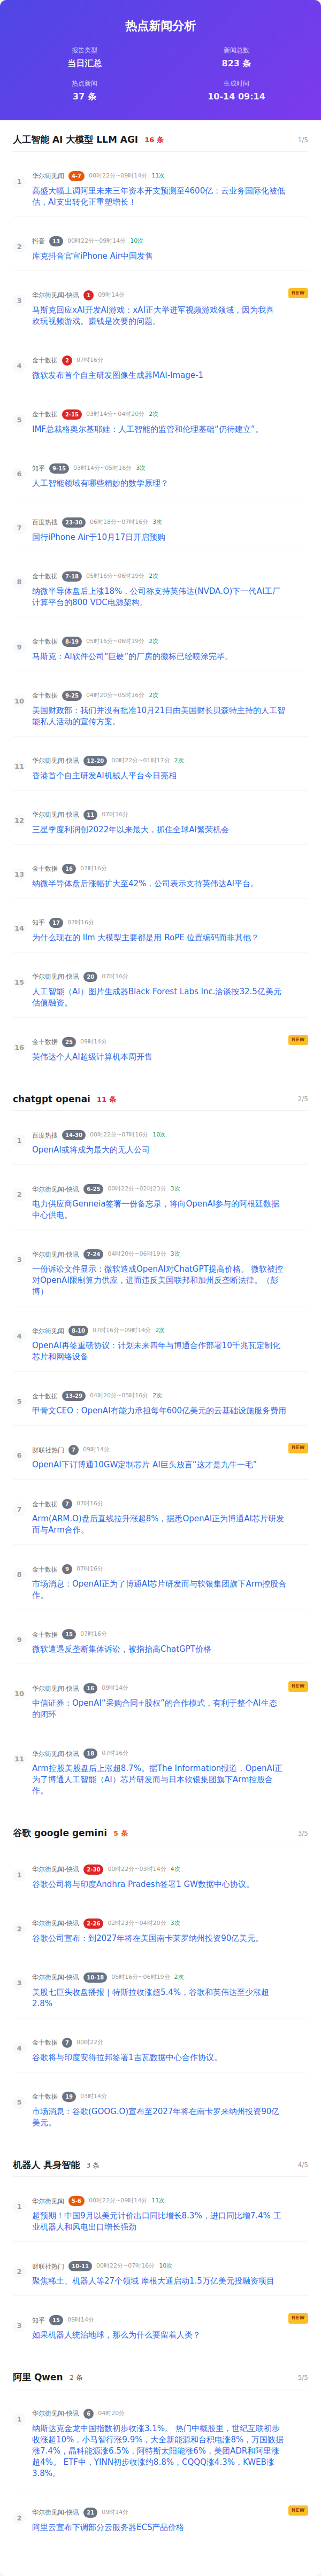 热点新闻分析
报告类型
当日汇总
新闻总数
823 条
热点新闻
37 条
生成时间
10-14 09:14
人工智能 AI 大模型 LLM AGI 16 条 1/5
1 华尔街见闻 4-7 00时22分~09时14分 11次
高盛大幅上调阿里未来三年资本开支预测至4600亿：云业务国际化被低
估，AI支出转化正重塑增长！
2 抖音 13 00时22分~09时14分 10次
库克抖音官宣iPhone Air中国发售
3 华尔街见闻-快讯 1 09时14分 NEW
马斯克回应xAI开发AI游戏：xAI正大举进军视频游戏领域，因为我喜
欢玩视频游戏。赚钱是次要的问题。
4 金十数据 2 07时16分
微软发布首个自主研发图像生成器MAI-Image-1
5 金十数据 2-15 03时14分~04时20分 2次
IMF总裁格奥尔基耶娃：人工智能的监管和伦理基础“仍待建立”。
6 知乎 9-15 03时14分~05时16分 3次
人工智能领域有哪些精妙的数学原理？
7 百度热搜 23-30 06时18分~07时16分 3次
国行iPhone Air于10月17日开启预购
8 金十数据 7-18 05时16分~06时19分 2次
纳微半导体盘后上涨18%，公司称支持英伟达(NVDA.O)下一代AI工厂
计算平台的800 VDC电源架构。
9 金十数据 8-19 05时16分~06时19分 2次
马斯克：AI软件公司“巨硬”的厂房的徽标已经喷涂完毕。
10 金十数据 9-25 04时20分~05时16分 2次
美国财政部：我们并没有批准10月21日由美国财长贝森特主持的人工智
能私人活动的宣传方案。
11 华尔街见闻-快讯 12-20 00时22分~01时17分 2次
香港首个自主研发AI机械人平台今日亮相
12 华尔街见闻-快讯 11 07时16分
三星季度利润创2022年以来最大，抓住全球AI繁荣机会
13 金十数据 16 07时16分
纳微半导体盘后涨幅扩大至42%，公司表示支持英伟达AI平台。
14 知乎 17 07时16分
为什么现在的 llm 大模型主要都是用 RoPE 位置编码而非其他？
15 华尔街见闻-快讯 20 07时16分
人工智能（AI）图片生成器Black Forest Labs Inc.洽谈按32.5亿美元
估值融资。
16 金十数据 25 09时14分 NEW
英伟达个人AI超级计算机本周开售
chatgpt openai 11 条 2/5
1 百度热搜 14-30 00时22分~07时16分 10次
OpenAI或将成为最大的无人公司
2 华尔街见闻-快讯 6-25 00时22分~02时23分 3次
电力供应商Genneia签署一份备忘录，将向OpenAI参与的阿根廷数据
中心供电。
3 华尔街见闻-快讯 7-24 04时20分~06时19分 3次
一份诉讼文件显示：微软造成OpenAI对ChatGPT提高价格。 微软被控
对OpenAI限制算力供应，进而违反美国联邦和加州反垄断法律。（彭
博）
4 华尔街见闻 8-10 07时16分~09时14分 2次
OpenAI再签重磅协议：计划未来四年与博通合作部署10千兆瓦定制化
芯片和网络设备
5 金十数据 13-29 04时20分~05时16分 2次
甲骨文CEO：OpenAI有能力承担每年600亿美元的云基础设施服务费用
6 财联社热门 7 09时14分 NEW
OpenAI下订博通10GW定制芯片 AI巨头放言“这才是九牛一毛”
7 金十数据 7 07时16分
Arm(ARM.O)盘后直线拉升涨超8%，据悉OpenAI正为博通AI芯片研发
而与Arm合作。
8 金十数据 9 07时16分
市场消息：OpenAI正为了博通AI芯片研发而与软银集团旗下Arm控股合
作。
9 金十数据 15 07时16分
微软遭遇反垄断集体诉讼，被指抬高ChatGPT价格
10 华尔街见闻-快讯 16 09时14分 NEW
中信证券：OpenAI“采购合同+股权”的合作模式，有利于整个AI生态
的闭环
11 华尔街见闻-快讯 18 07时16分
Arm控股美股盘后上涨超8.7%。据The Information报道，OpenAI正
为了博通人工智能（AI）芯片研发而与日本软银集团旗下Arm控股合
作。
谷歌 google gemini 5 条 3/5
1 华尔街见闻-快讯 2-30 00时22分~03时14分 4次
谷歌公司将与印度Andhra Pradesh签署1 GW数据中心协议。
2 华尔街见闻-快讯 2-26 02时23分~04时20分 3次
谷歌公司宣布：到2027年将在美国南卡莱罗纳州投资90亿美元。
3 华尔街见闻-快讯 10-18 05时16分~06时19分 2次
美股七巨头收盘播报｜特斯拉收涨超5.4%，谷歌和英伟达至少涨超
2.8%
4 金十数据 7 00时22分
谷歌将与印度安得拉邦签署1吉瓦数据中心合作协议。
5 金十数据 19 03时14分
市场消息：谷歌(GOOG.O)宣布至2027年将在南卡罗来纳州投资90亿
美元。
机器人 具身智能 3 条 4/5
1 华尔街见闻 5-6 00时22分~09时14分 11次
超预期！中国9月以美元计价出口同比增长8.3%，进口同比增7.4% 工
业机器人和风电出口增长强劲
2 财联社热门 10-11 00时22分~07时16分 10次
聚焦稀土、机器人等27个领域 摩根大通启动1.5万亿美元投融资项目
3 知乎 15 09时14分 NEW
如果机器人统治地球，那么为什么要留着人类？
阿里 Qwen 2 条 5/5
1 华尔街见闻-快讯 6 04时20分
纳斯达克金龙中国指数初步收涨3.1%。 热门中概股里，世纪互联初步
收涨超10%，小马智行涨9.9%，大全新能源和台积电涨8%，万国数据
涨7.4%，晶科能源涨6.5%，阿特斯太阳能涨6%，美团ADR和阿里涨
超4%。 ETF中，YINN初步收涨约8.8%，CQQQ涨4.3%，KWEB涨
3.8%。
2 华尔街见闻-快讯 21 09时14分 NEW
阿里云宣布下调部分云服务器ECS产品价格